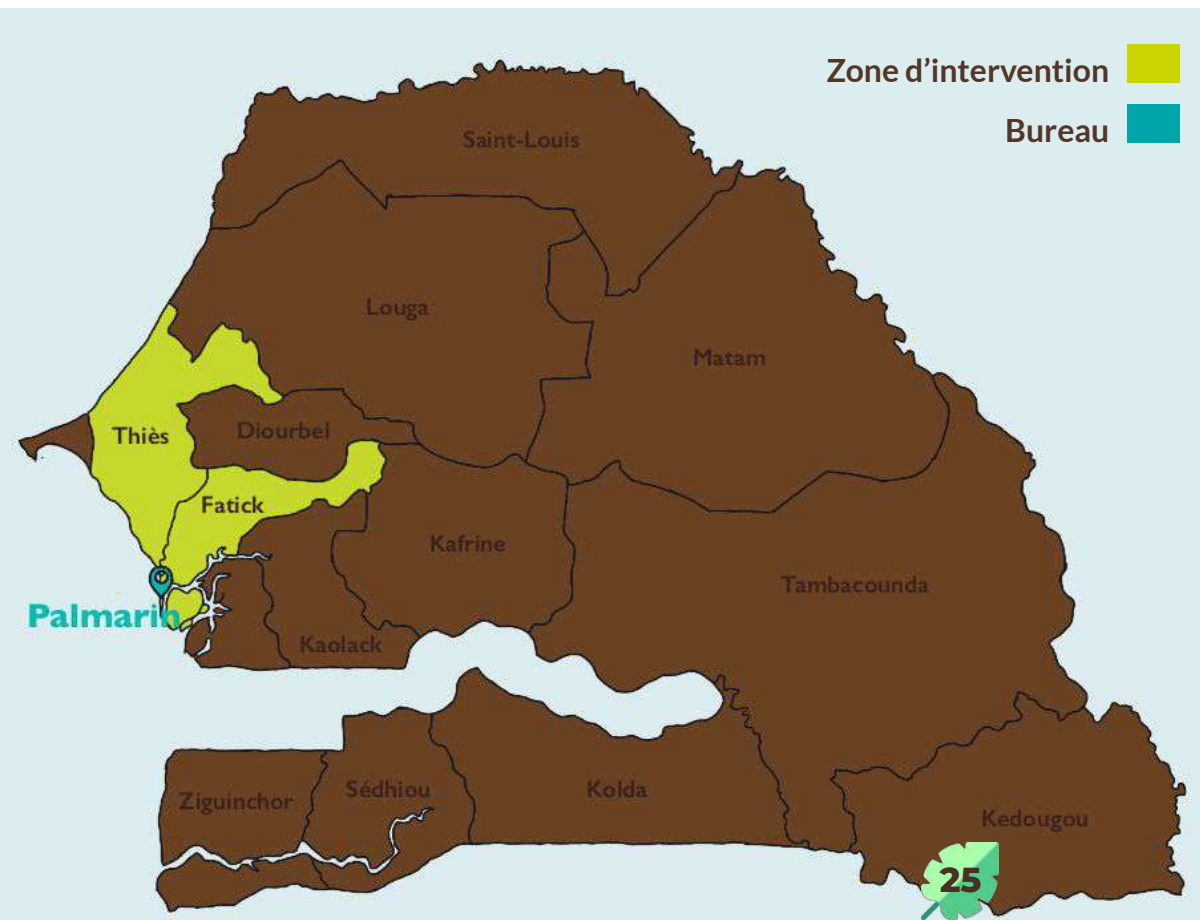 Zone d'intervention
Bureau
Saint-Louis
Louga
Matam
Thiès
Diourbel
Fatick
Kafrine
Tambacounda
Palmarin
Kaolack
Ziguinchor
Sédhiou
Kolda
Kedougou
25